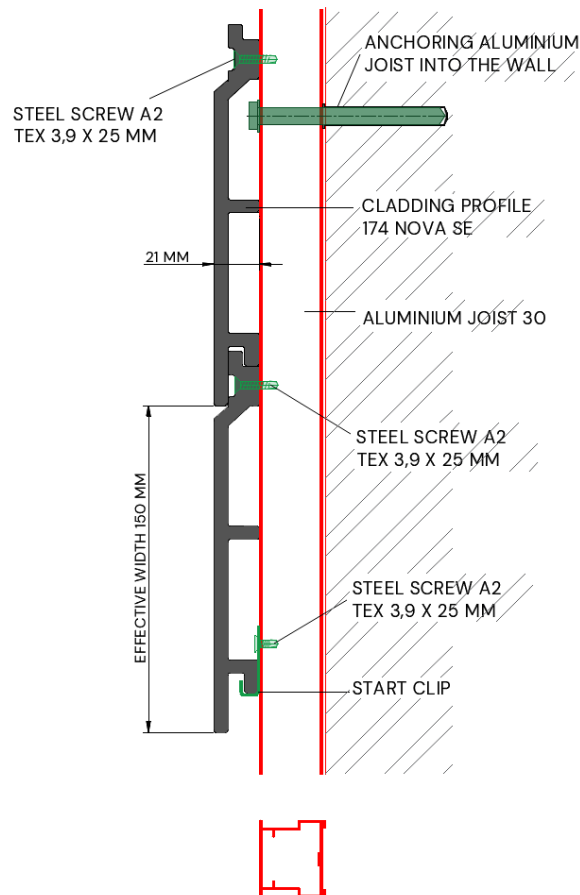 ANCHORING ALUMINIUM
JOIST INTO THE WALL
STEEL SCREW A2
TEX 3,9 X 25 MM
CLADDING PROFILE
174 NOVA SE
21 MM
ALUMINIUM JOIST 30
STEEL SCREW A2
TEX 3,9 X 25 MM
EFFECTIVE WIDTH 150 MM
STEEL SCREW A2
TEX 3,9 X 25 MM
START CLIP